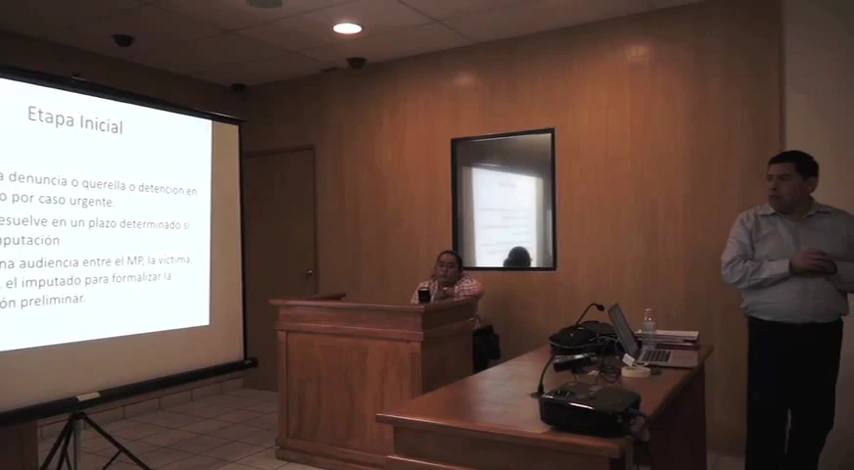 Etapa Inicial
a denuncia o querella o detención en
o por caso urgente.
esuelve en un plazo determinado si
putación
na audiencia entre el MP, la víctima,
el imputado para formalizar la
ón preliminar.